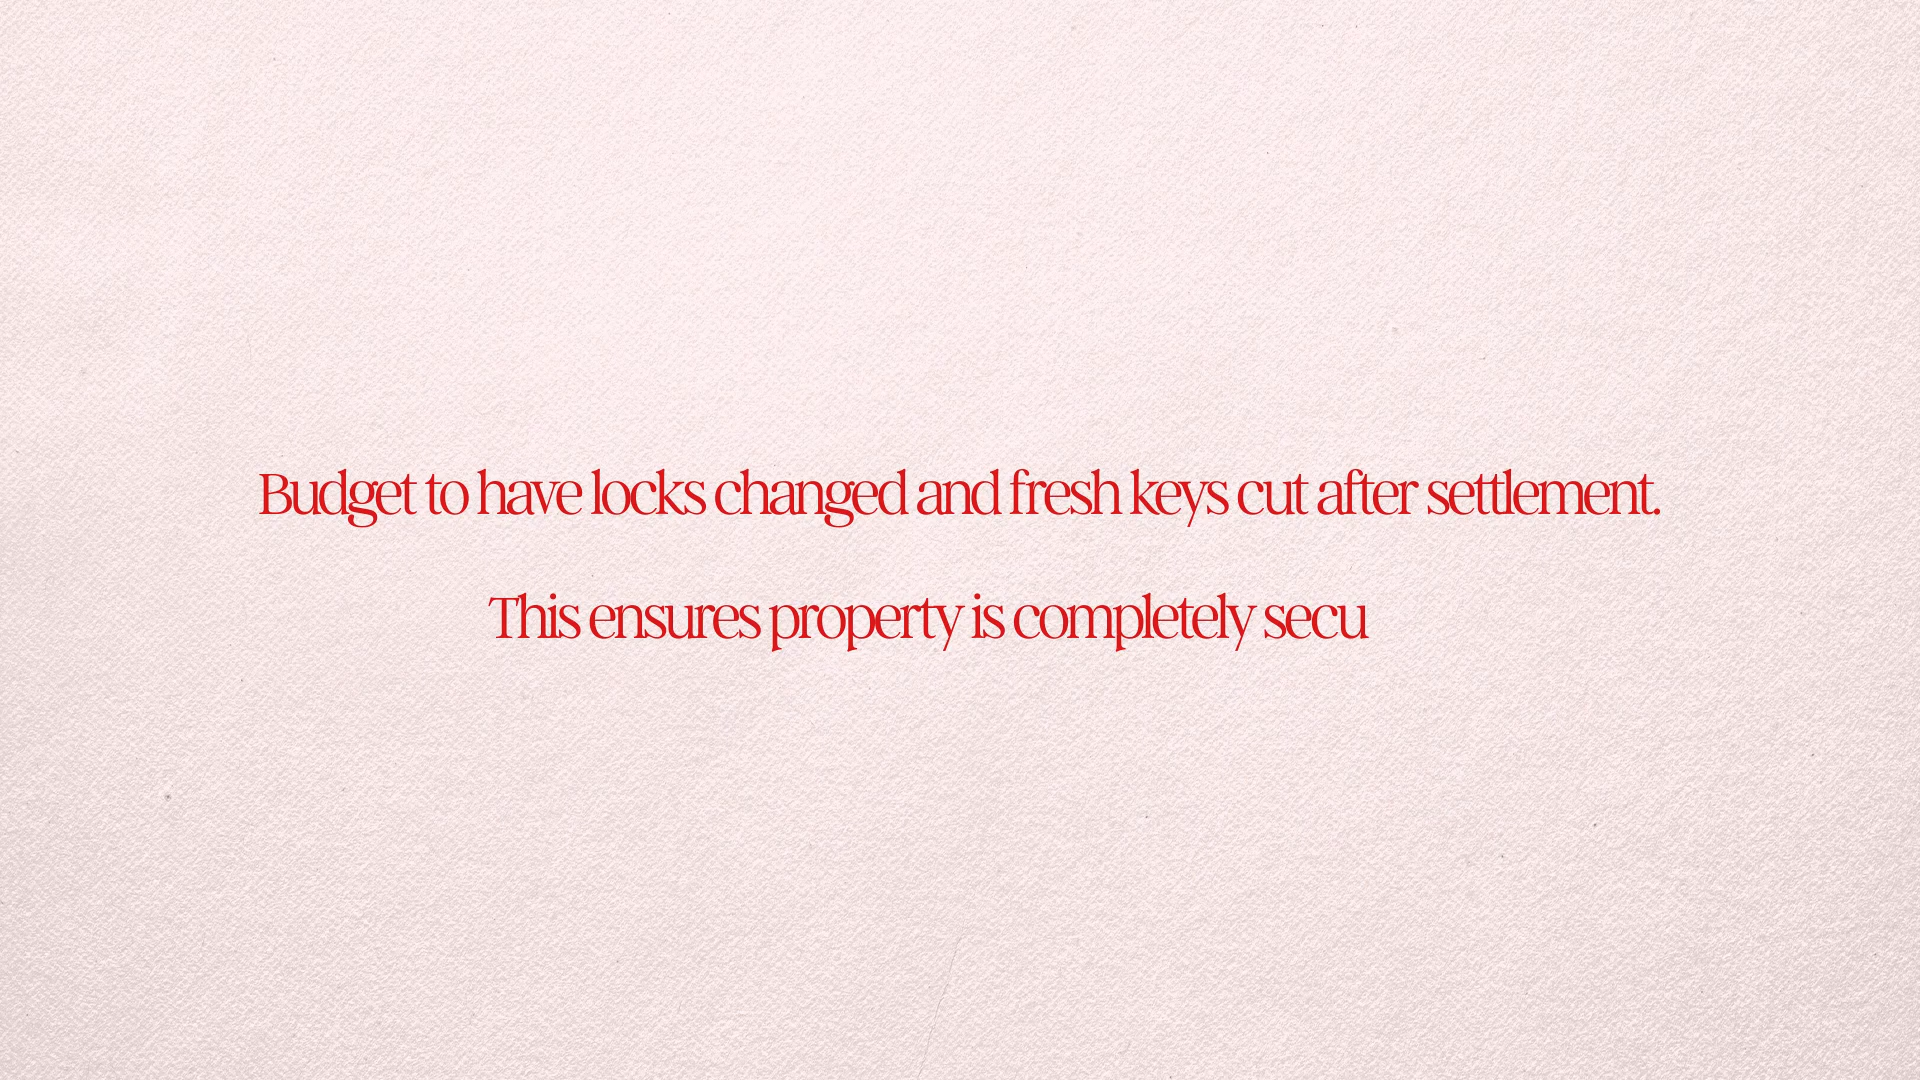 Budget to have locks changed and fresh keys cut after settlement.
This ensures property is completely secu